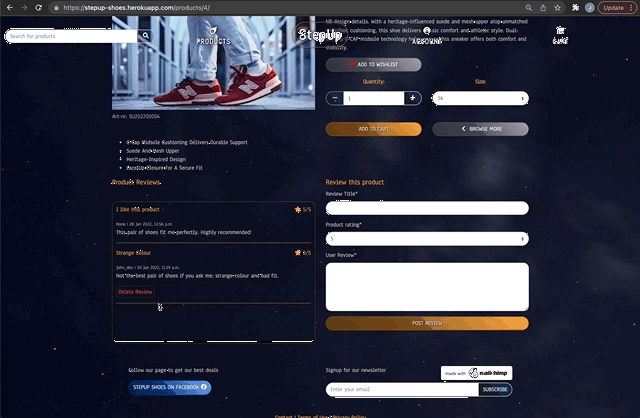 https://stepup-shoes.herokuapp.com/products/4/
Update
Search for products
PRODUCTS
StepUp
ACCOUNT
fill design details. With a heritage-influenced suede and mesh upper atop unmatched
cushioning, this shoe delivers classic comfort and athletic style. Dual-
CAP midsole technology this sneaker offers both comfort and
stability.
ADD TO WISHLIST
Quantity:
Size:
1
34
ADD TO CART
BROWSE MORE
Art-nr: SU202200004
Midsole Cushioning Delivers Durable Support
Suede And Mesh Upper
Heritage-Inspired Design
Lace Up Closure For A Secure Fit
Product Reviews
I like this product
5/5
None | 28 Jan 2022, 12:56 p.m.
This pair of shoes fit me perfectly. Highly recommended!
Strange colour
/5
john_doe | 30 Jan 2022, 11:19 a.m.
Not the best pair of shoes if you ask me, strange colour and bad fit.
Delete Review
Review this product
Review Title*
Product rating*
5
User Review*
POST REVIEW
Follow our page to get our best deals
STEPUP SHOES ON FACEBOOK
Signup for our newsletter
made with mailchimp
Enter your email
SUBSCRIBE
Contact | Terms of Use | Privacy Policy